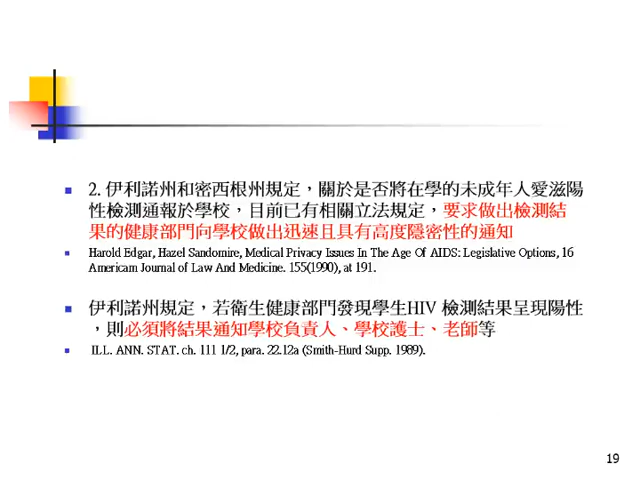 2. 伊利諾州和密西根州規定，關於是否將在學的未成年人愛滋陽
性檢測通報於學校，目前已有相關立法規定，要求做出檢測結
果的健康部門向學校做出迅速且具有高度隱密性的通知
Harold Edgar, Hazel Sandomire, Medical Privacy Issues In The Age Of AIDS: Legislative Options, 16
Americam Journal of Law And Medicine. 155(1990), at 191.
伊利諾州規定，若衛生健康部門發現學生HIV 檢測結果呈現陽性
，則必須將結果通知學校負責人、學校護士、老師等
ILL. ANN. STAT. ch. 111 1/2, para. 22.12a (Smith-Hurd Supp. 1989).
19